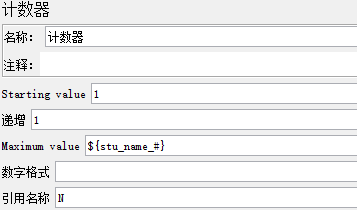 计数器
名称： 计数器
注释：
Starting value 1
递增 1
Maximum value ${stu_name_#}
数字格式
引用名称 N